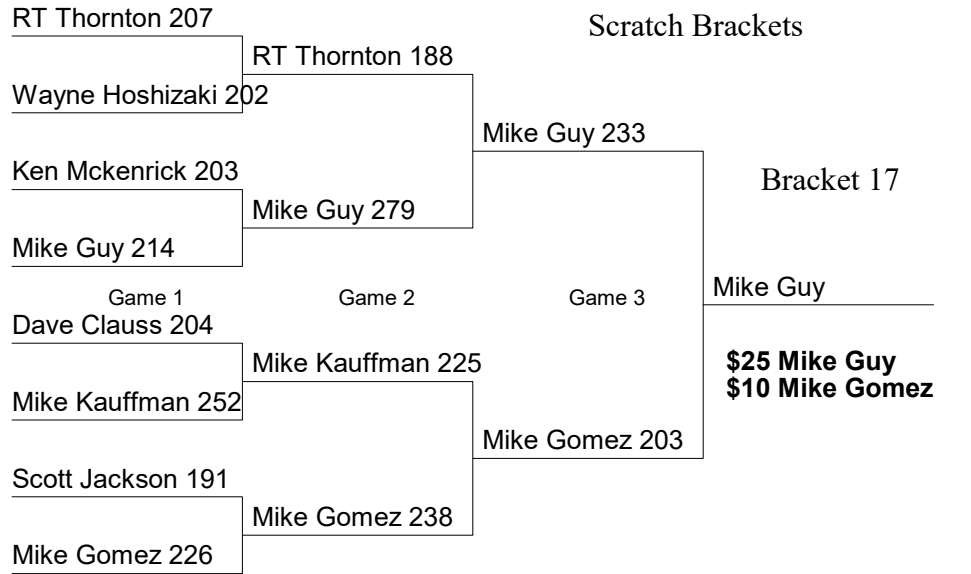 RT Thornton 207
Scratch Brackets
RT Thornton 188
Wayne Hoshizaki 202
Mike Guy 233
Ken Mckenrick 203
Bracket 17
Mike Guy 279
Mike Guy 214
Game 1
Game 2
Game 3
Mike Guy
Dave Clauss 204
Mike Kauffman 225
$25 Mike Guy
$10 Mike Gomez
Mike Kauffman 252
Mike Gomez 203
Scott Jackson 191
Mike Gomez 238
Mike Gomez 226